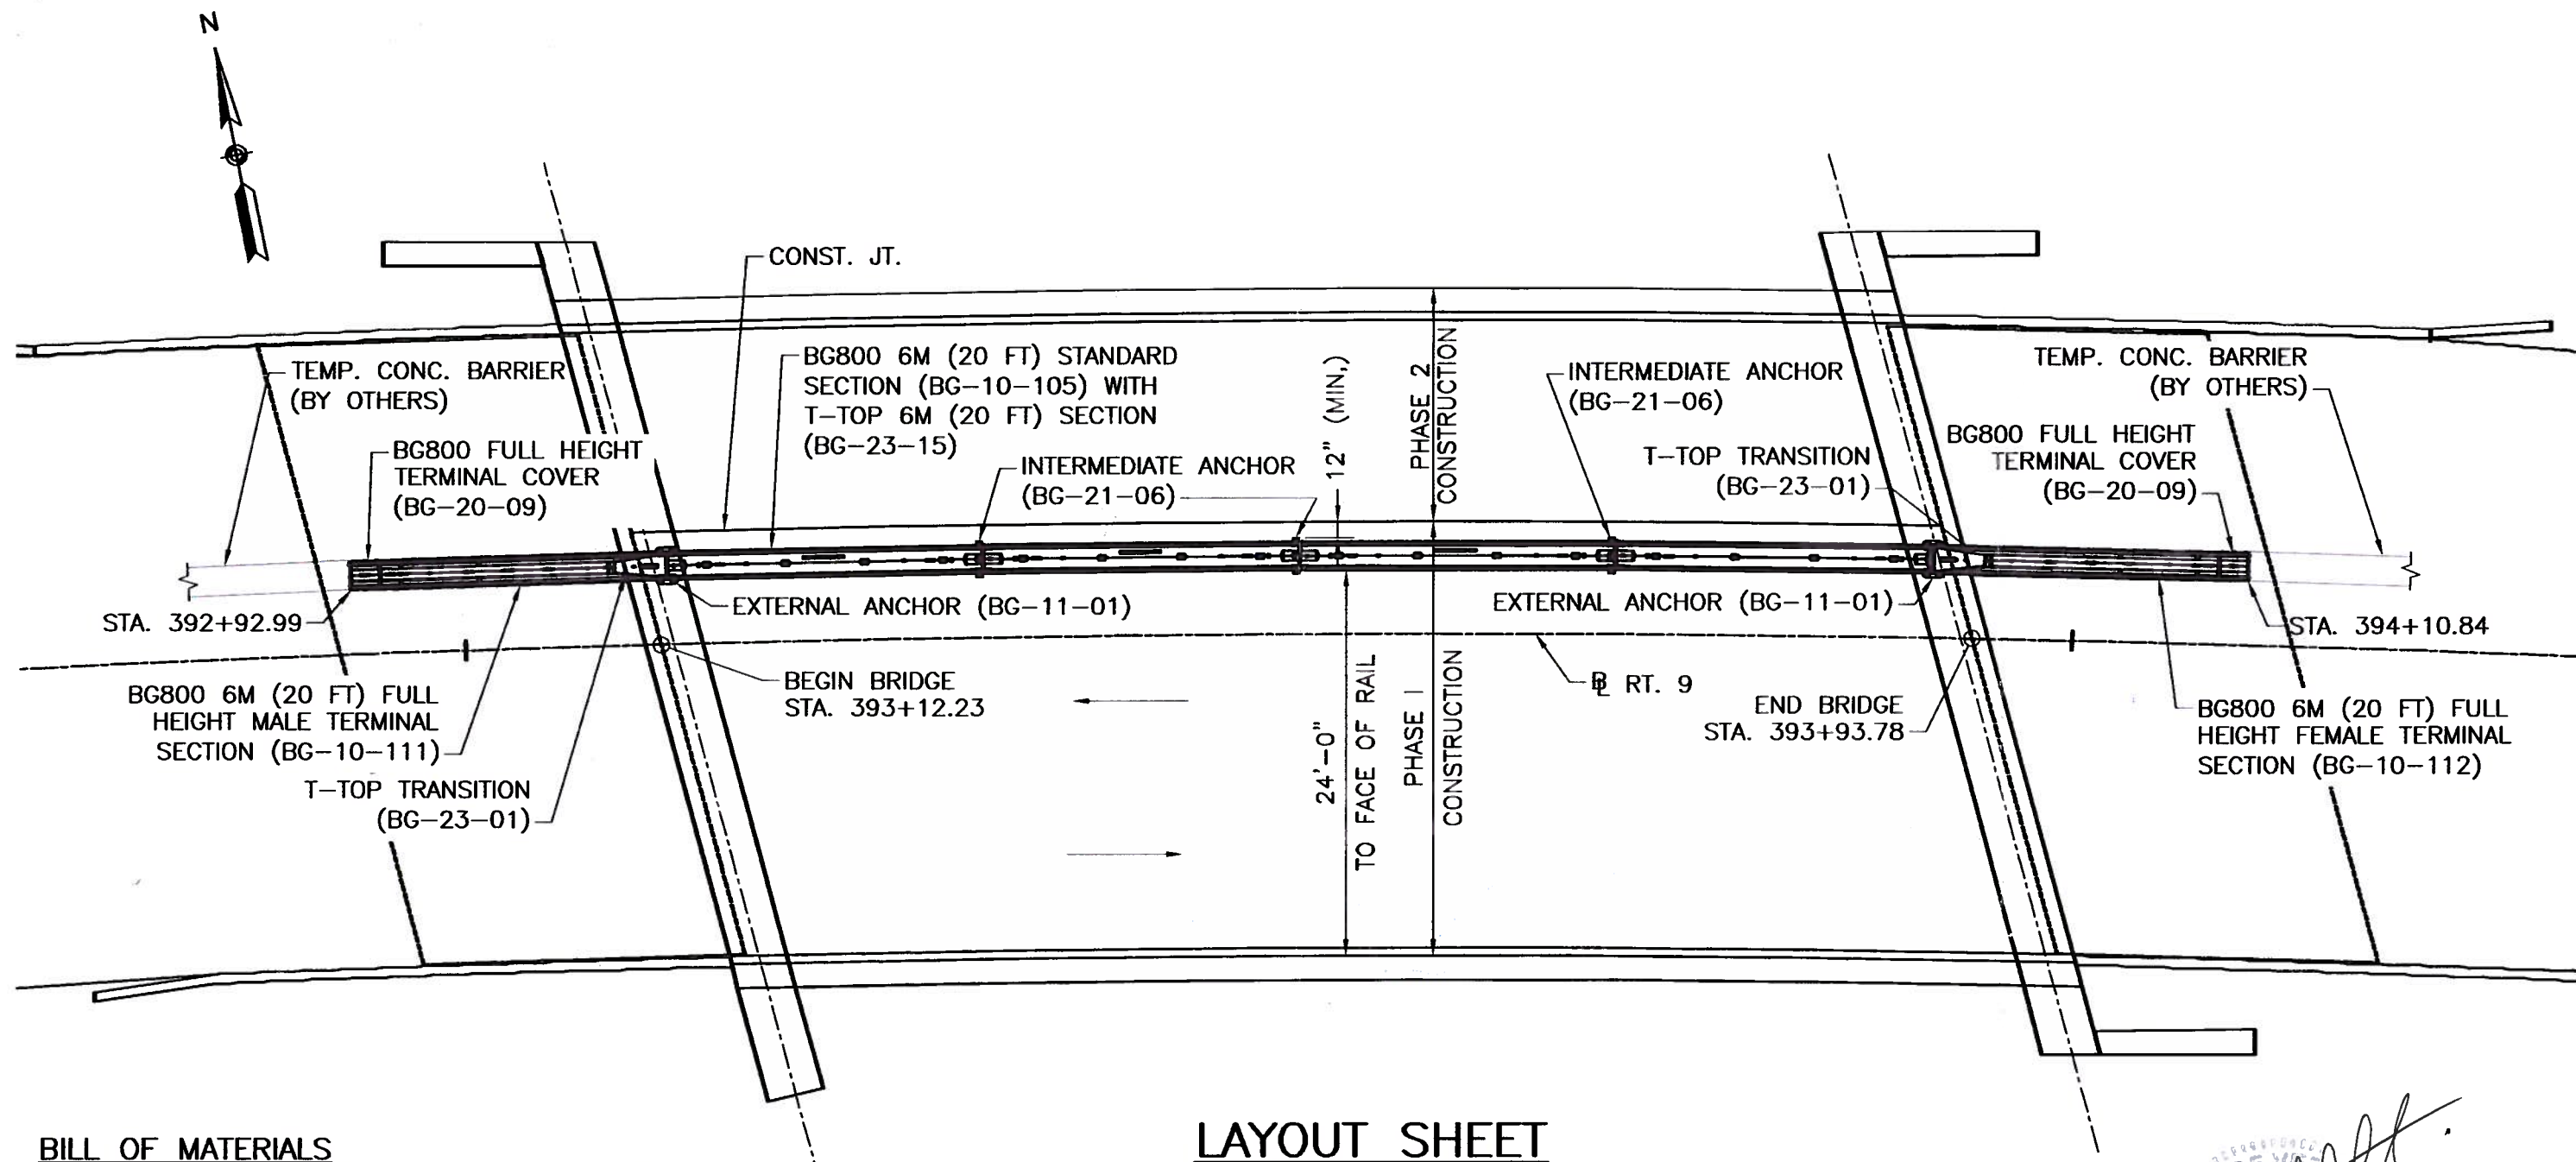 N
CONST. JT.
TEMP. CONC. BARRIER
(BY OTHERS)
BG800 6M (20 FT) STANDARD
SECTION (BG-10-105) WITH
T-TOP 6M (20 FT) SECTION
(BG-23-15)
BG800 FULL HEIGHT
TERMINAL COVER
(BG-20-09)
INTERMEDIATE ANCHOR
(BG-21-06)
12" (MIN,)
PHASE 2
CONSTRUCTION
INTERMEDIATE ANCHOR
(BG-21-06)
T-TOP TRANSITION
(BG-23-01)
TEMP. CONC. BARRIER
(BY OTHERS)
BG800 FULL HEIGHT
TERMINAL COVER
(BG-20-09)
STA. 392+92.99
EXTERNAL ANCHOR (BG-11-01)
EXTERNAL ANCHOR (BG-11-01)
STA. 394+10.84
BG800 6M (20 FT) FULL
HEIGHT MALE TERMINAL
SECTION (BG-10-111)
T-TOP TRANSITION
(BG-23-01)
BEGIN BRIDGE
STA. 393+12.23
24'-0"
TO FACE OF RAIL
PHASE I
CONSTRUCTION
BL RT. 9
END BRIDGE
STA. 393+93.78
BG800 6M (20 FT) FULL
HEIGHT FEMALE TERMINAL
SECTION (BG-10-112)
BILL OF MATERIALS
LAYOUT SHEET